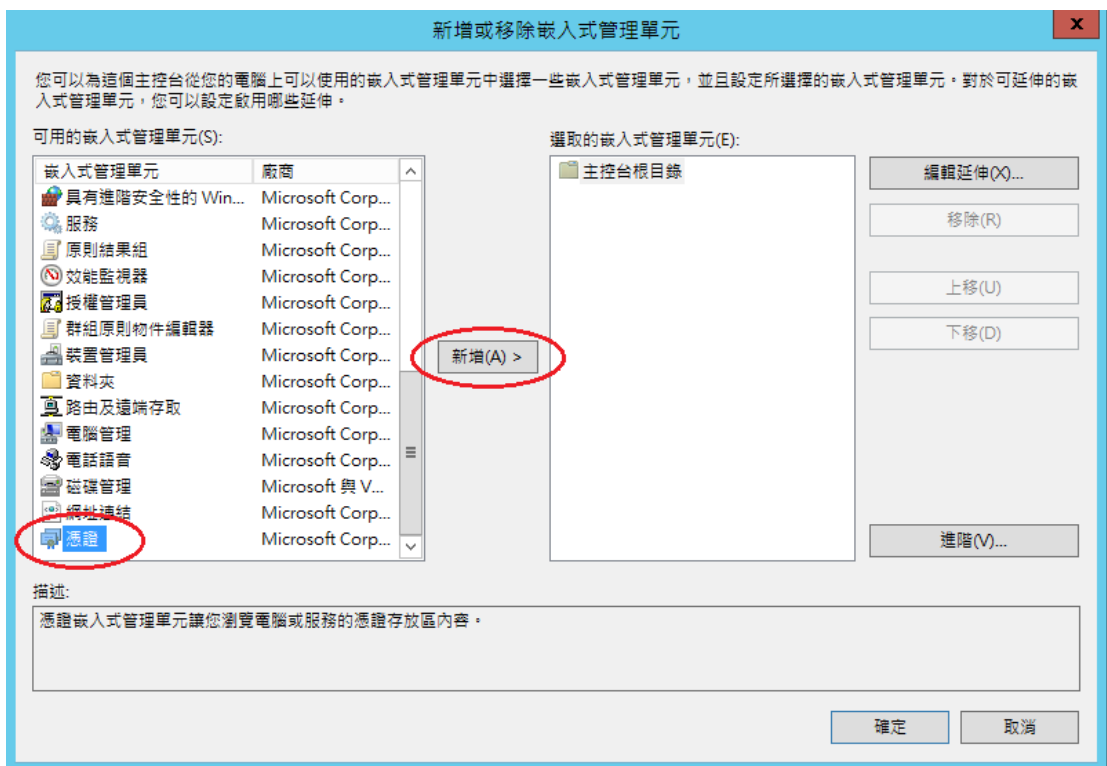 新增或移除嵌入式管理單元
x
您可以為這個主控台從您的電腦上可以使用的嵌入式管理單元中選擇一些嵌入式管理單元，並且設定所選擇的嵌入式管理單元。對於可延伸的嵌
入式管理單元，您可以設定啟用哪些延伸。
可用的嵌入式管理單元(S):
選取的嵌入式管理單元(E):
嵌入式管理單元 廠商
具有進階安全性的 Win... Microsoft Corp...
服務 Microsoft Corp...
原則結果組 Microsoft Corp...
效能監視器 Microsoft Corp...
授權管理員 Microsoft Corp...
群組原則物件編輯器 Microsoft Corp...
裝置管理員 Microsoft Corp...
資料夾 Microsoft Corp...
路由及遠端存取 Microsoft Corp...
電腦管理 Microsoft Corp...
電話語音 Microsoft Corp...
磁碟管理 Microsoft 與 V...
網址連結 Microsoft Corp...
憑證 Microsoft Corp...
新增(A) >
主控台根目錄
編輯延伸(X)...
移除(R)
上移(U)
下移(D)
進階(V)...
描述:
憑證嵌入式管理單元讓您瀏覽電腦或服務的憑證存放區內容。
確定
取消